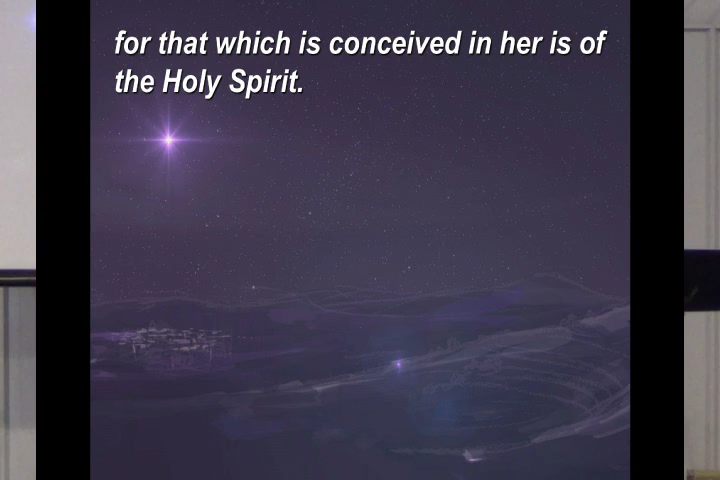 for that which is conceived in her is of
the Holy Spirit.